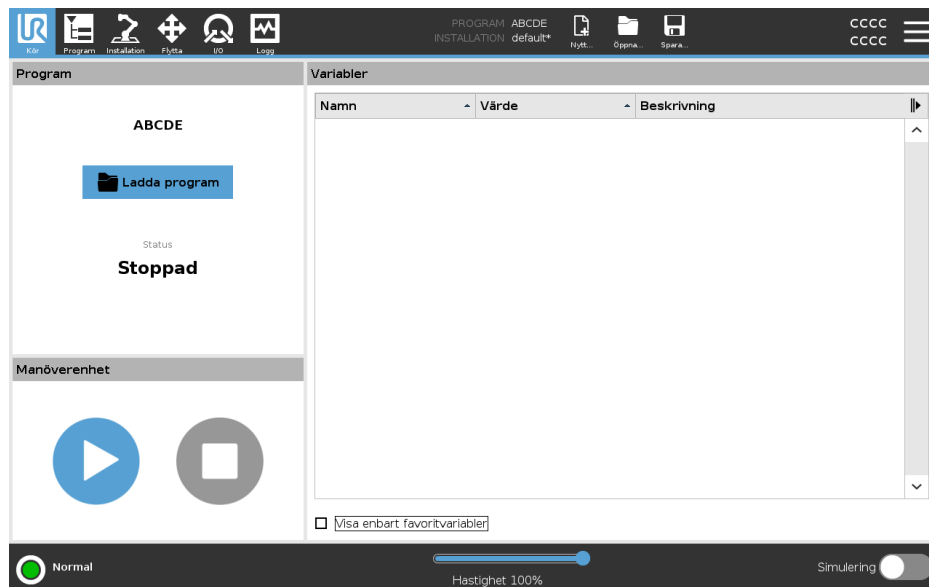 UR
PROGRAM ABCDE
INSTALLATION default*
CCCC
CCCC
Kör Program Installation Flytta I/O Logg Nytt... Öppna... Spara...
Program
ABCDE
Ladda program
Status
Stoppad
Manöverenhet
Variabler
Namn Värde Beskrivning
Visa enbart favoritvariabler
Normal
Hastighet 100%
Simulering